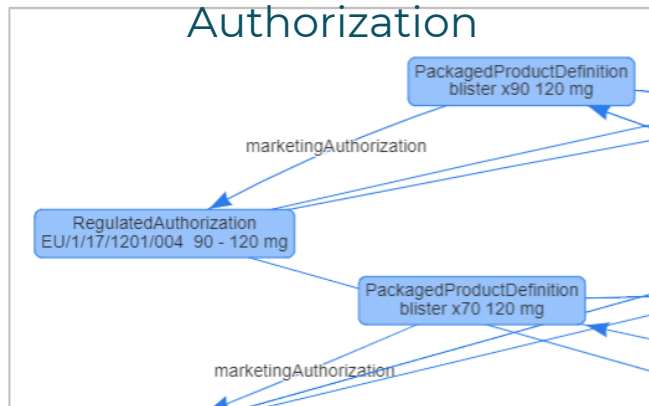 Authorization
PackagedProductDefinition
blister x90 120 mg
marketingAuthorization
RegulatedAuthorization
EU/1/17/1201/004 90 - 120 mg
PackagedProductDefinition
blister x70 120 mg
marketingAuthorization